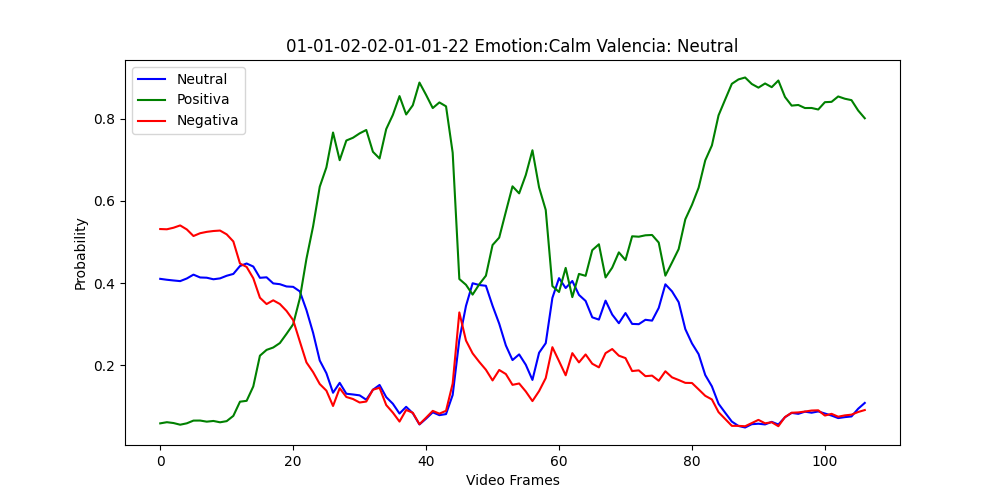 01-01-02-02-01-01-22 Emotion:Calm Valencia: Neutral
Neutral
Positiva
Negativa
Probability
0.8
0.6
0.4
0.2
0 20 40 60 80 100
Video Frames